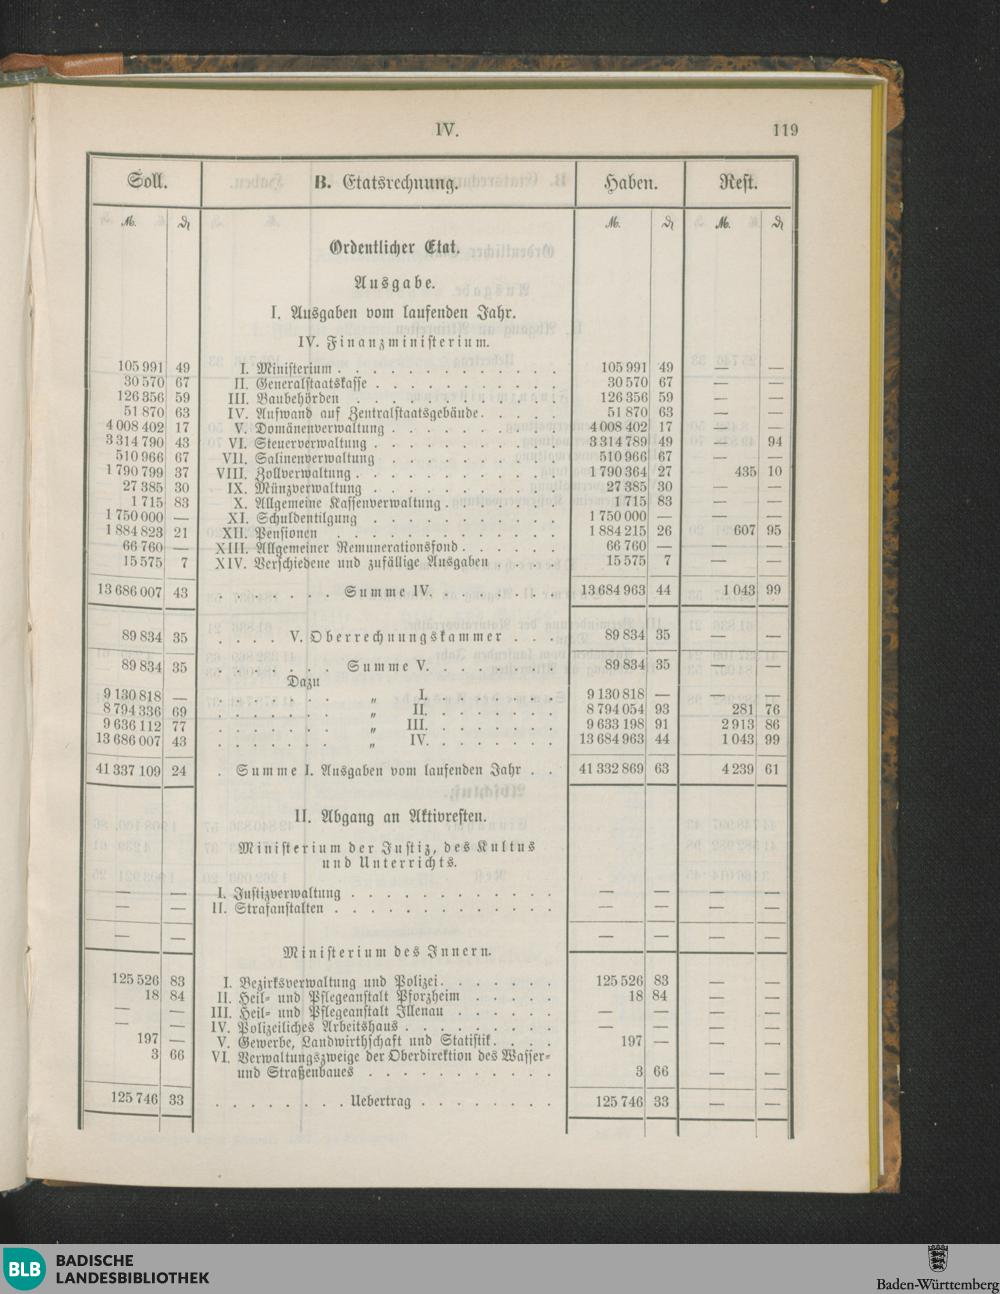 IV. 119
Soll. B. Etatsrechnung. Haben. Rest.
ℳ. ₰ ℳ. ₰ ℳ. ₰
Ordentlicher Etat.
Ausgabe.
I. Ausgaben vom laufenden Jahr.
IV. Finanzministerium.
105 991 49 I. Ministerium . . . . . . . . . . . . 105 991 49 — —
30 570 67 II. Generalstaatskasse . . . . . . . . . . 30 570 67 — —
126 356 59 III. Baubehörden . . . . . . . . . . . . 126 356 59 — —
51 870 63 IV. Aufwand auf Zentralstaatsgebäude . . . . . 51 870 63 — —
4 008 402 17 V. Domänenverwaltung . . . . . . . . . 4 008 402 17 — —
3 314 790 43 VI. Steuerverwaltung . . . . . . . . . . 3 314 789 49 — 94
510 966 67 VII. Salinenverwaltung . . . . . . . . . 510 966 67 — —
1 790 799 37 VIII. Zollverwaltung . . . . . . . . . . . 1 790 364 27 435 10
27 385 30 IX. Münzverwaltung . . . . . . . . . . 27 385 30 — —
1 715 83 X. Allgemeine Kassenverwaltung . . . . . . 1 715 83 — —
1 750 000 — XI. Schuldentilgung . . . . . . . . . . 1 750 000 — — —
1 884 823 21 XII. Pensionen . . . . . . . . . . . . 1 884 215 26 607 95
66 760 — XIII. Allgemeiner Remunerationsfond . . . . . . 66 760 — — —
15 575 7 XIV. Verschiedene und zufällige Ausgaben . . . . 15 575 7 — —
13 686 007 43 . . . . . . . Summe IV. . . . . . . . 13 684 963 44 1 043 99
89 834 35 . . . . V. Oberrechnungskammer . . . 89 834 35 — —
89 834 35 . . . . . . . Summe V. . . . . . . . 89 834 35 — —
Dazu
9 130 818 — . . . . . . . „ I. . . . . . . . 9 130 818 — — —
8 794 336 69 . . . . . . . „ II. . . . . . . . 8 794 054 93 281 76
9 636 112 77 . . . . . . . „ III. . . . . . . . 9 633 198 91 2 913 86
13 686 007 43 . . . . . . . „ IV. . . . . . . . 13 684 963 44 1 043 99
41 337 109 24 . Summe I. Ausgaben vom laufenden Jahr . . 41 332 869 63 4 239 61
II. Abgang an Aktivresten.
Ministerium der Justiz, des Kultus
und Unterrichts.
— — I. Justizverwaltung . . . . . . . . . . . — — — —
— — II. Strafanstalten . . . . . . . . . . . . — — — —
— — — — — —
Ministerium des Innern.
125 526 83 I. Bezirksverwaltung und Polizei . . . . . . 125 526 83 — —
18 84 II. Heil- und Pflegeanstalt Pforzheim . . . . . 18 84 — —
— — III. Heil- und Pflegeanstalt Illenau . . . . . . — — — —
— — IV. Polizeiliches Arbeitshaus . . . . . . . . — — — —
197 — V. Gewerbe, Landwirthschaft und Statistik . . . . 197 — — —
3 66 VI. Verwaltungszweige der Oberdirektion des Wasser-
und Straßenbaues . . . . . . . . . . . 3 66 — —
125 746 33 . . . . . . . . Uebertrag . . . . . . . . 125 746 33 — —
BLB BADISCHE
LANDESBIBLIOTHEK
Baden-Württemberg